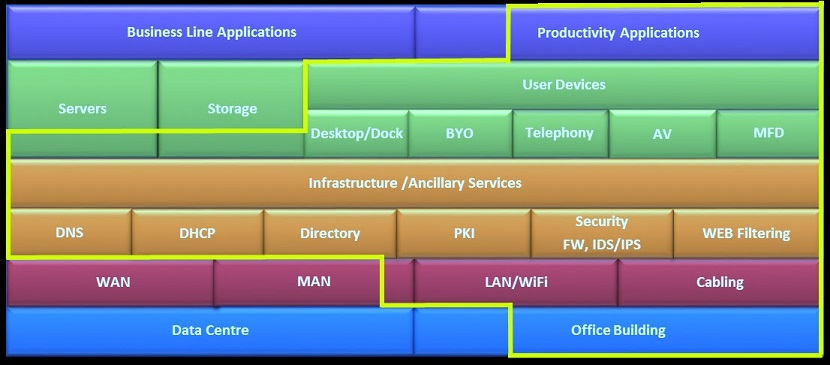 Business Line Applications
Productivity Applications
Servers
Storage
User Devices
Desktop/Dock
BYO
Telephony
AV
MFD
Infrastructure /Ancillary Services
DNS
DHCP
Directory
PKI
Security
FW, IDS/IPS
WEB Filtering
WAN
MAN
LAN/WiFi
Cabling
Data Centre
Office Building